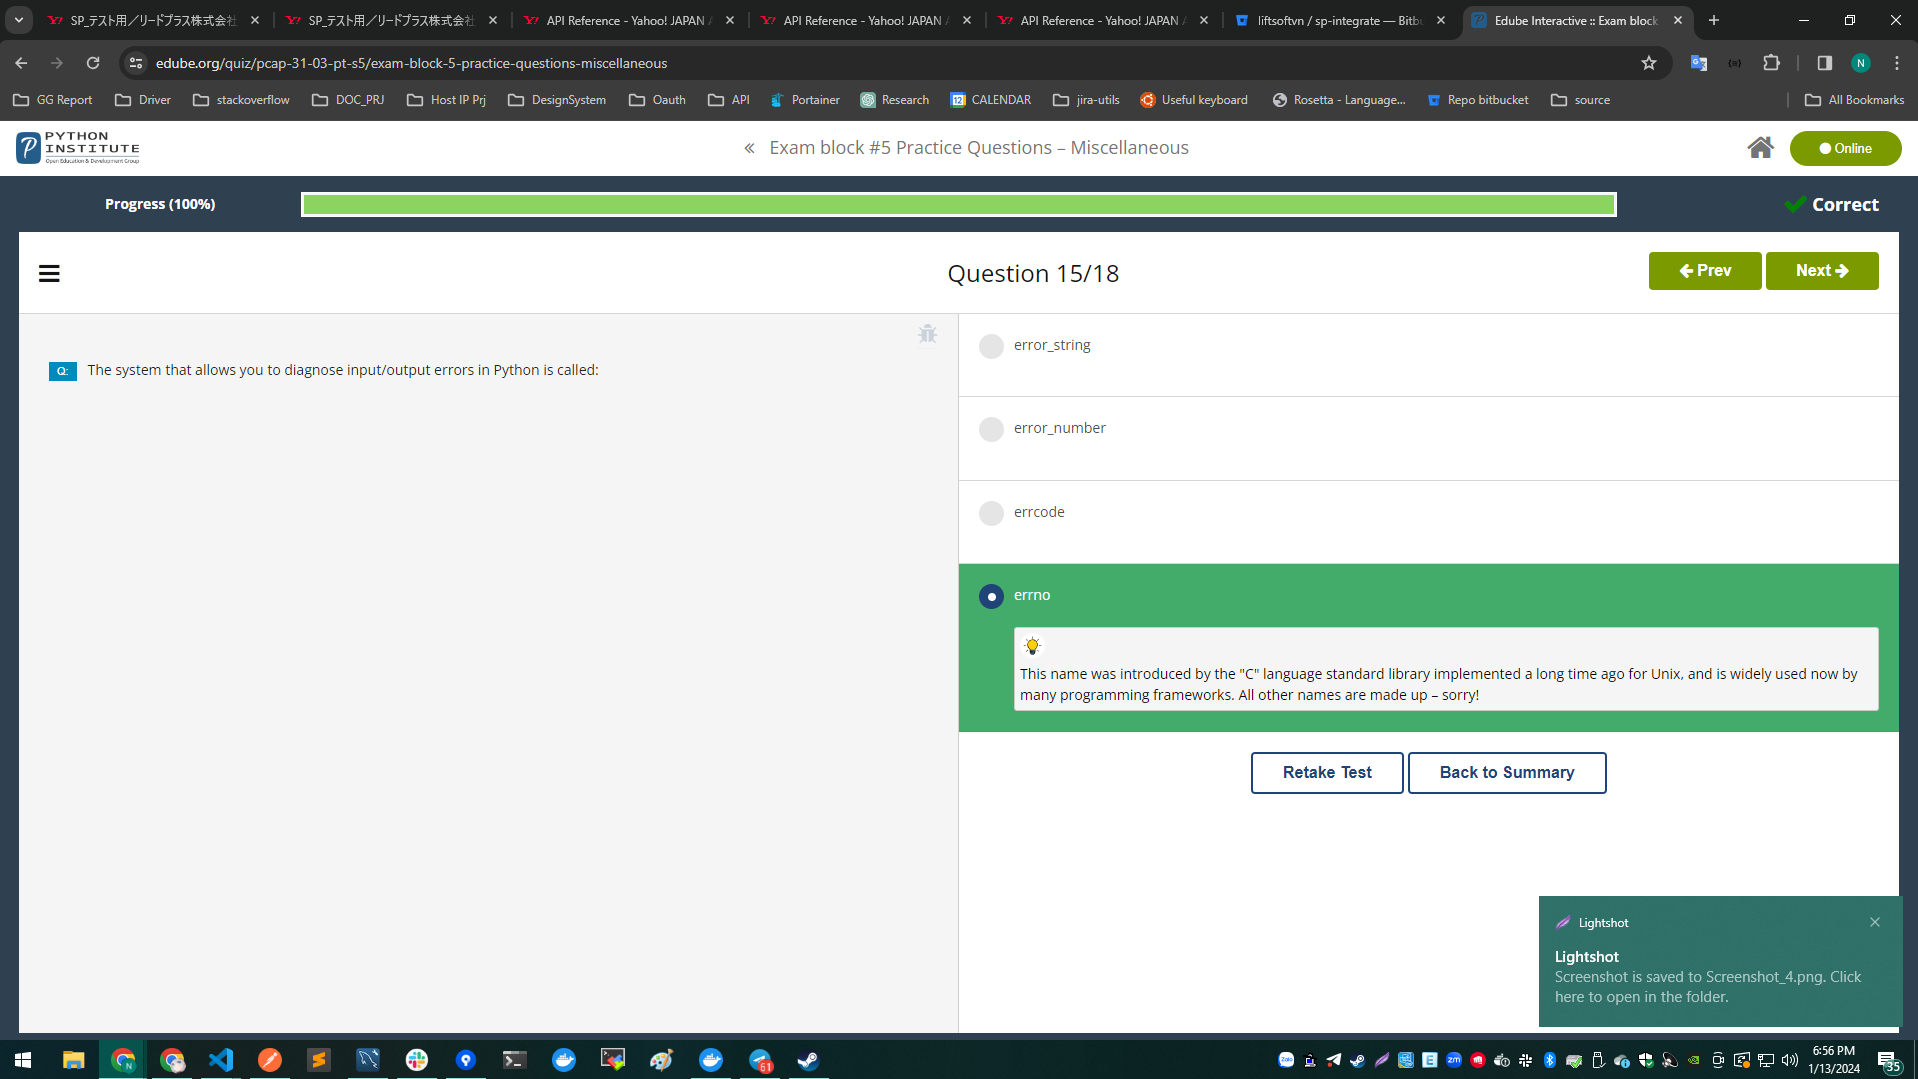 SP_テスト用／リードプラス株式会社
SP_テスト用／リードプラス株式会社
API Reference - Yahoo! JAPAN
API Reference - Yahoo! JAPAN
API Reference - Yahoo! JAPAN
liftsoftvn / sp-integrate — Bitbu
Edube Interactive :: Exam block
edube.org/quiz/pcap-31-03-pt-s5/exam-block-5-practice-questions-miscellaneous
N
GG Report
Driver
stackoverflow
DOC_PRJ
Host IP Prj
DesignSystem
Oauth
API
Portainer
Research
12 CALENDAR
jira-utils
Useful keyboard
Rosetta - Language...
Repo bitbucket
source
All Bookmarks
PYTHON
INSTITUTE
Open Education & Development Group
« Exam block #5 Practice Questions – Miscellaneous
Online
Progress (100%)
Correct
Question 15/18
Prev
Next
Q: The system that allows you to diagnose input/output errors in Python is called:
error_string
error_number
errcode
errno
This name was introduced by the "C" language standard library implemented a long time ago for Unix, and is widely used now by
many programming frameworks. All other names are made up – sorry!
Retake Test
Back to Summary
Lightshot
Lightshot
Screenshot is saved to Screenshot_4.png. Click
here to open in the folder.
61
6:56 PM
1/13/2024
35